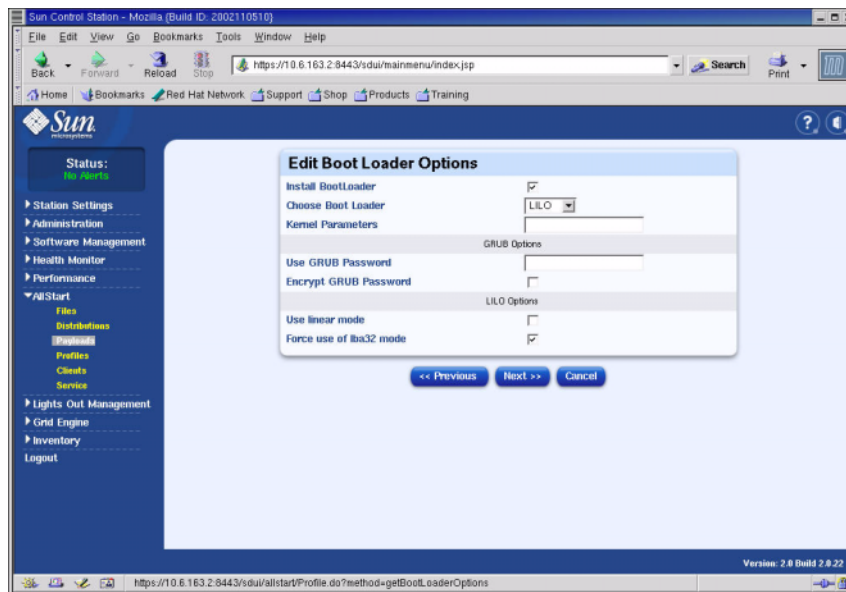 Sun Control Station - Mozilla {Build ID: 2002110510}
File Edit View Go Bookmarks Tools Window Help
Back Forward Reload Stop https://10.6.163.2:8443/sdui/mainmenu/index.jsp Search Print
Home Bookmarks Red Hat Network Support Shop Products Training
Sun
microsystems
Status:
No Alerts
Station Settings
Administration
Software Management
Health Monitor
Performance
AllStart
Files
Distributions
Payloads
Profiles
Clients
Service
Lights Out Management
Grid Engine
Inventory
Logout
Edit Boot Loader Options
Install BootLoader
Choose Boot Loader LILO
Kernel Parameters
GRUB Options
Use GRUB Password
Encrypt GRUB Password
LILO Options
Use linear mode
Force use of lba32 mode
<< Previous Next >> Cancel
Version: 2.0 Build 2.0.22
https://10.6.163.2:8443/sdui/allstart/Profile.do?method=getBootLoaderOptions